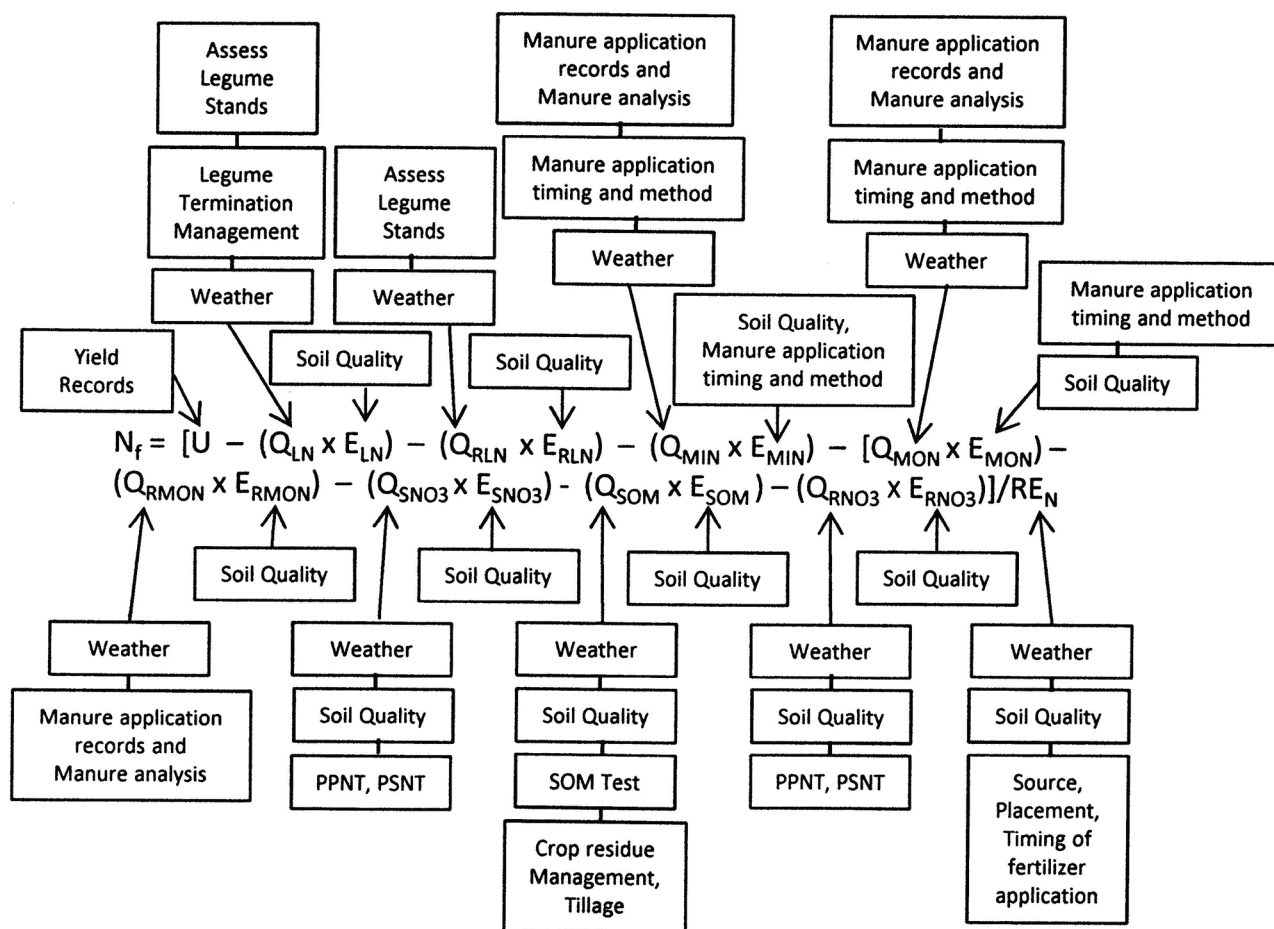 Assess
Legume
Stands
Legume
Termination
Management
Weather
Assess
Legume
Stands
Weather
Manure application
records and
Manure analysis
Manure application
timing and method
Weather
Manure application
records and
Manure analysis
Manure application
timing and method
Weather
Manure application
timing and method
Soil Quality
Yield
Records
Soil Quality
Soil Quality
Soil Quality,
Manure application
timing and method
N_f = [U – (Q_LN x E_LN) – (Q_RLN x E_RLN) – (Q_MIN x E_MIN) – [Q_MON x E_MON) –
(Q_RMON x E_RMON) – (Q_SNO3 x E_SNO3) - (Q_SOM x E_SOM) – (Q_RNO3 x E_RNO3)]/RE_N
Soil Quality
Soil Quality
Soil Quality
Soil Quality
Weather
Manure application
records and
Manure analysis
Weather
Soil Quality
PPNT, PSNT
Weather
Soil Quality
SOM Test
Crop residue
Management,
Tillage
Weather
Soil Quality
PPNT, PSNT
Weather
Soil Quality
Source,
Placement,
Timing of
fertilizer
application